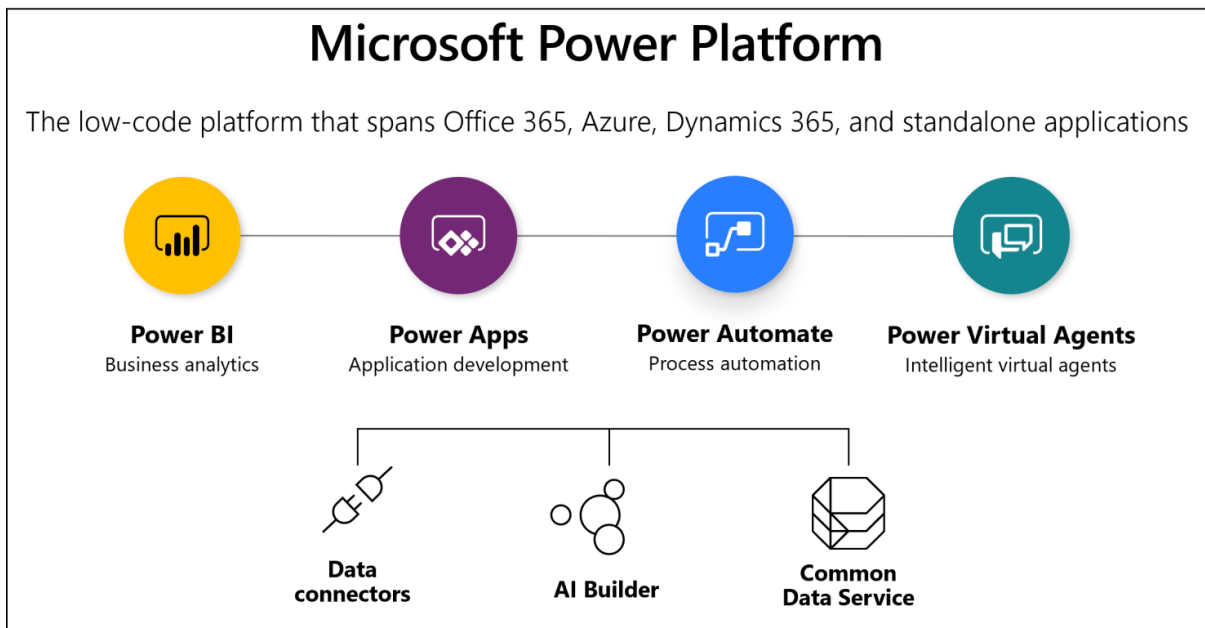 Microsoft Power Platform
The low-code platform that spans Office 365, Azure, Dynamics 365, and standalone applications
Power BI
Business analytics
Power Apps
Application development
Power Automate
Process automation
Power Virtual Agents
Intelligent virtual agents
Data
connectors
AI Builder
Common
Data Service